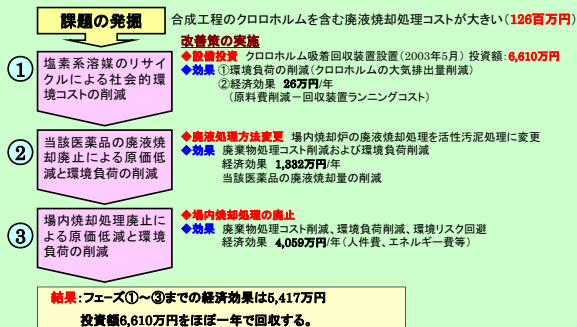 課題の発掘
合成工程のクロロホルムを含む廃液焼却処理コストが大きい（126百万円）
改善策の実施
①
塩素系溶媒のリサイ
クルによる社会的環
境コストの削減
◆設備投資 クロロホルム吸着回収装置設置（2003年5月） 投資額：6,610万円
◆効果 ①環境負荷の削減（クロロホルムの大気排出量削減）
②経済効果 26万円/年
（原料費削減－回収装置ランニングコスト）
②
当該医薬品の廃液焼
却廃止による原価低
減と環境負荷の削減
◆廃液処理方法変更 場内焼却炉の廃液焼却処理を活性汚泥処理に変更
◆効果 廃棄物処理コスト削減および環境負荷削減
経済効果 1,332万円/年
当該医薬品の廃液焼却量の削減
③
場内焼却処理廃止に
よる原価低減と環境
負荷の削減
◆場内焼却処理の廃止
◆効果 廃棄物処理コスト削減、環境負荷削減、環境リスク回避
経済効果 4,059万円/年（人件費、エネルギー費等）
結果：フェーズ①～③までの経済効果は5,417万円
投資額6,610万円をほぼ一年で回収する。